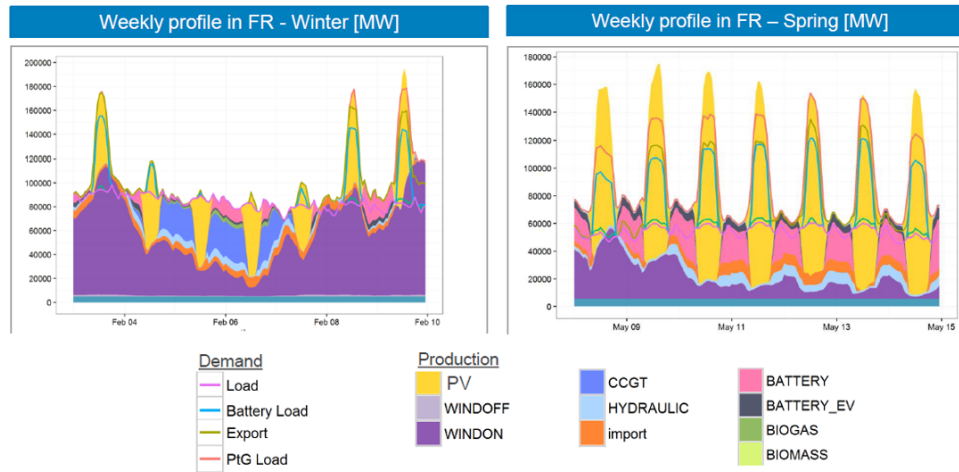 Weekly profile in FR - Winter [MW]
Weekly profile in FR – Spring [MW]
200000
180000
160000
140000
120000
100000
80000
60000
40000
20000
0
Feb 04
Feb 06
Feb 08
Feb 10
180000
160000
140000
120000
100000
80000
60000
40000
20000
0
May 09
May 11
May 13
May 15
Demand
Load
Battery Load
Export
PtG Load
Production
PV
WINDOFF
WINDON
CCGT
HYDRAULIC
import
BATTERY
BATTERY_EV
BIOGAS
BIOMASS